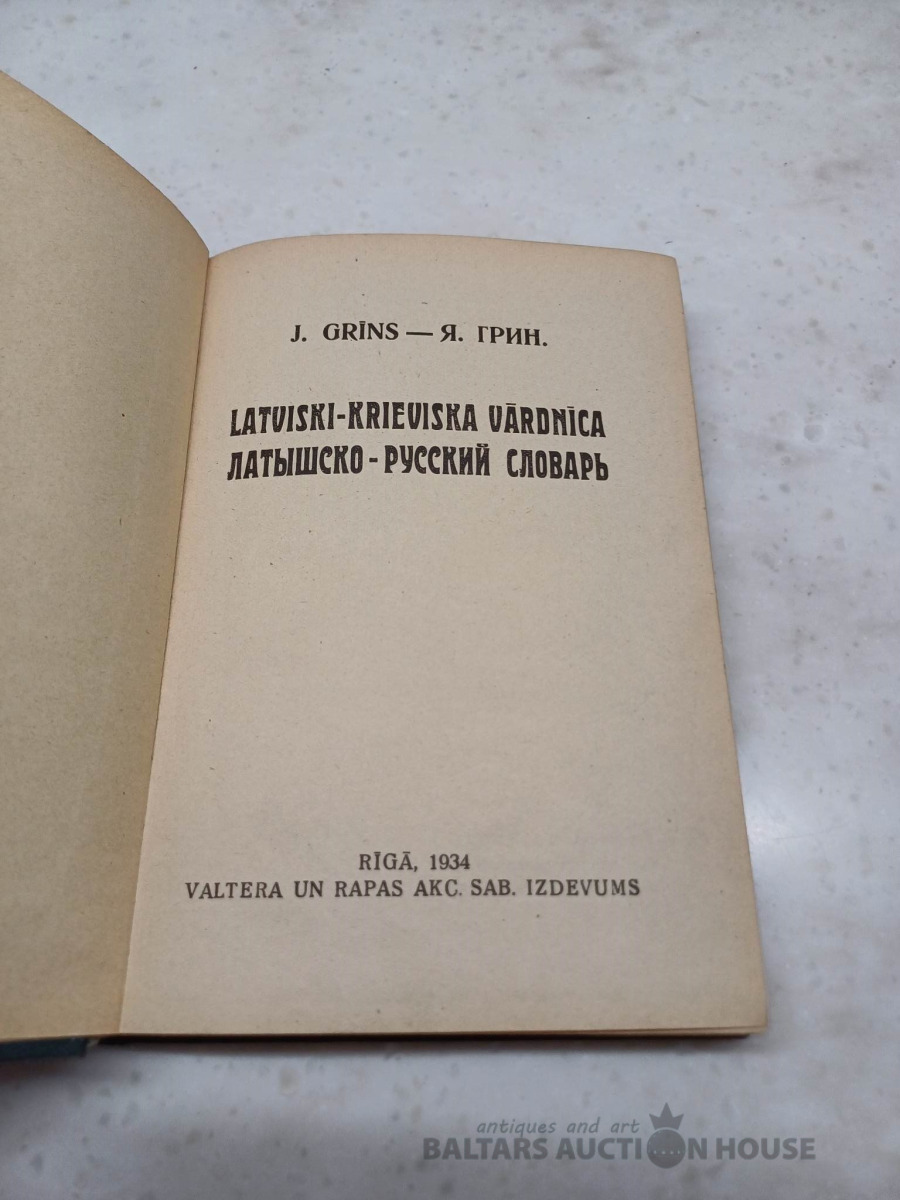 J. GRĪNS — Я. ГРИН.
LATVISKI-KRIEVISKA VĀRDNĪCA
ЛАТЫШСКО-РУССКИЙ СЛОВАРЬ
RĪGĀ, 1934
VALTERA UN RAPAS AKC. SAB. IZDEVUMS
antiques and art
BALTARS AUCTION HOUSE